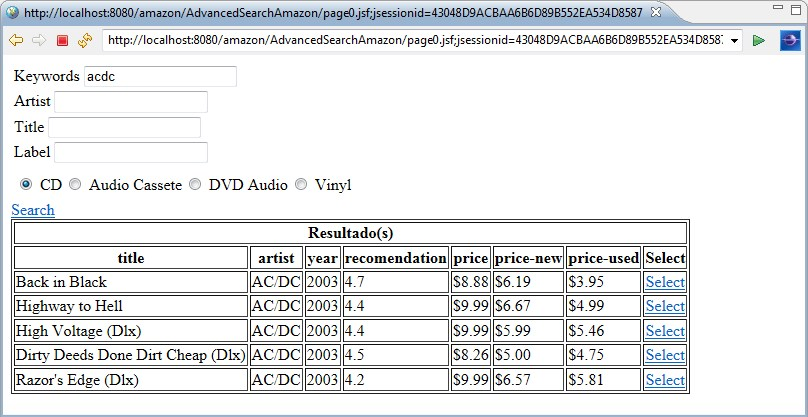 http://localhost:8080/amazon/AdvancedSearchAmazon/page0.jsf;jsessionid=43048D9ACBAA6B6D89B552EA534D8587
http://localhost:8080/amazon/AdvancedSearchAmazon/page0.jsf;jsessionid=43048D9ACBAA6B6D89B552EA534D8587
Keywords acdc
Artist
Title
Label
CD Audio Cassete DVD Audio Vinyl
Search
Resultado(s)
title artist year recomendation price price-new price-used Select
Back in Black AC/DC 2003 4.7 $8.88 $6.19 $3.95 Select
Highway to Hell AC/DC 2003 4.4 $9.99 $6.67 $4.99 Select
High Voltage (Dlx) AC/DC 2003 4.4 $9.99 $5.99 $5.46 Select
Dirty Deeds Done Dirt Cheap (Dlx) AC/DC 2003 4.5 $8.26 $5.00 $4.75 Select
Razor's Edge (Dlx) AC/DC 2003 4.2 $9.99 $6.57 $5.81 Select